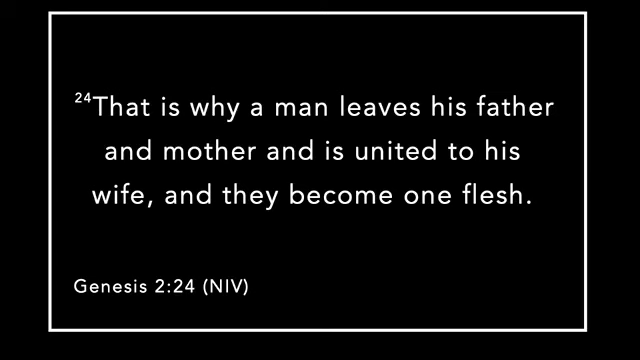 ²⁴That is why a man leaves his father
and mother and is united to his
wife, and they become one flesh.
Genesis 2:24 (NIV)